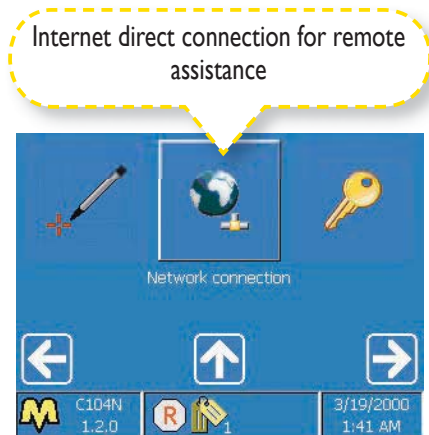 Internet direct connection for remote
assistance
Network connection
C104N
1.2.0
R
1
3/19/2000
1:41 AM